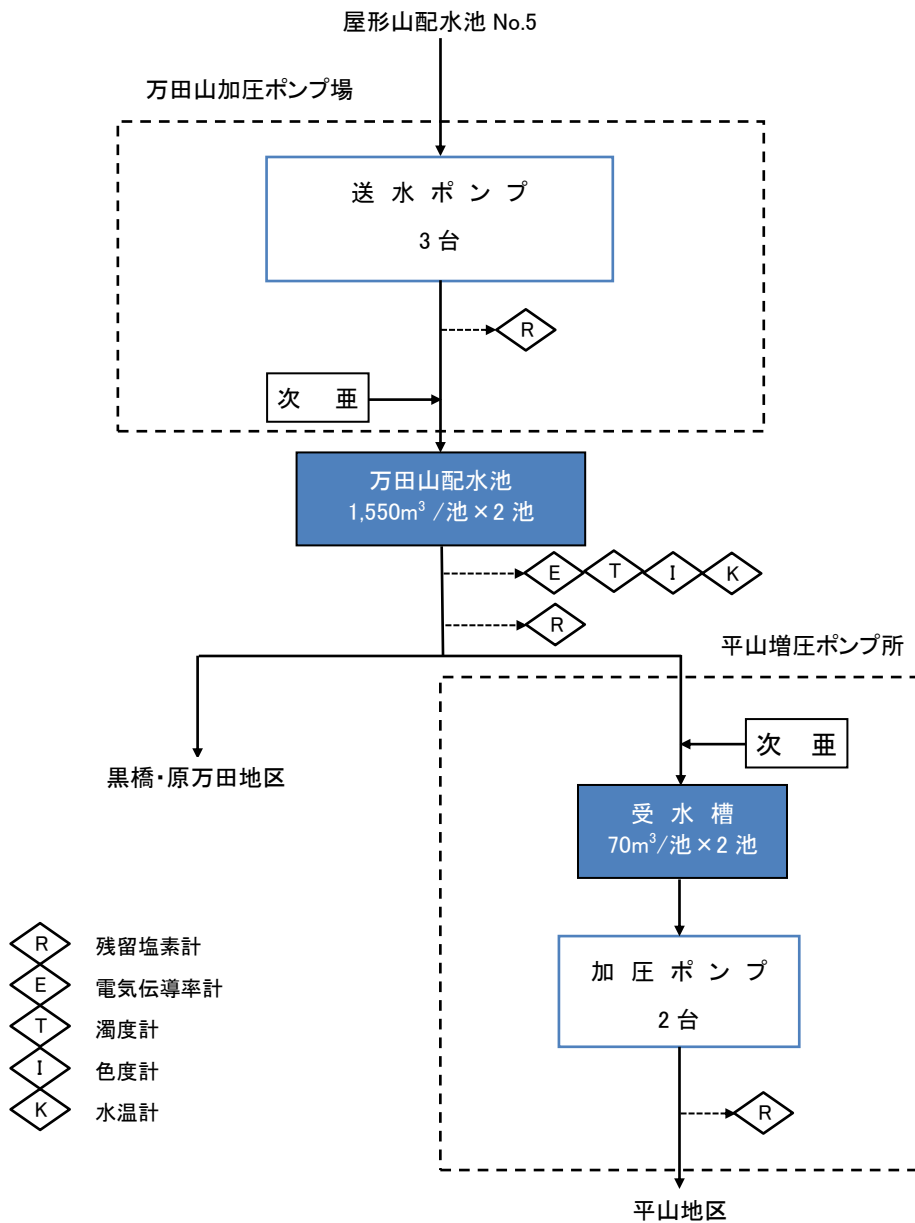 屋形山配水池 No.5
万田山加圧ポンプ場
送水ポンプ
3 台
R
次 亜
万田山配水池
1,550m³ /池×2 池
E T I K
R
平山増圧ポンプ所
次 亜
黒橋・原万田地区
受 水 槽
70m³/池×2 池
加 圧 ポ ン プ
2 台
R
平山地区
R 残留塩素計
E 電気伝導率計
T 濁度計
I 色度計
K 水温計